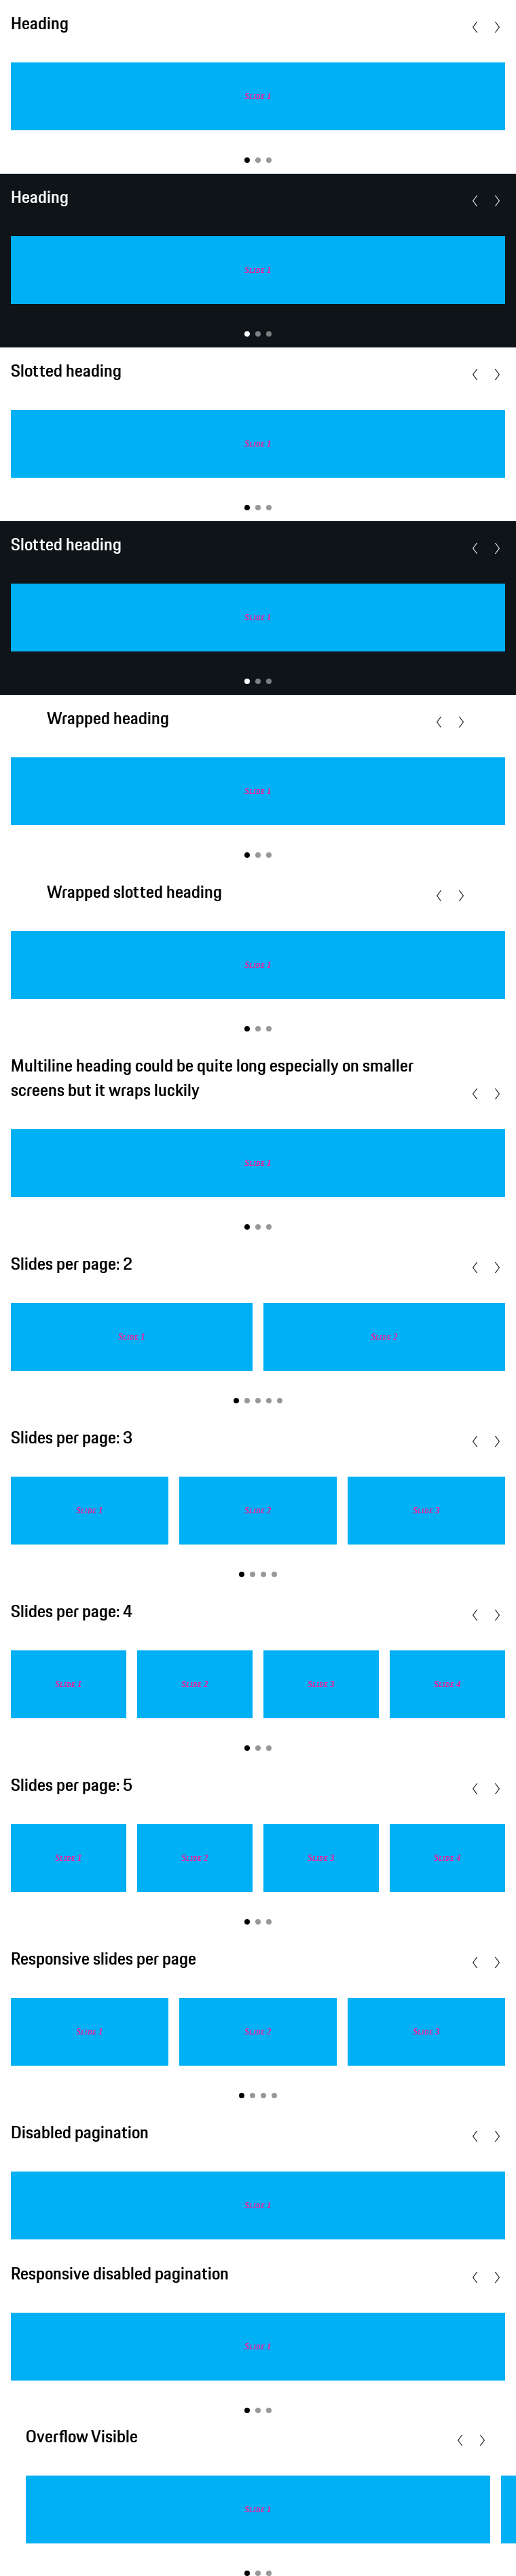 Heading
Slide 1
Heading
Slide 1
Slotted heading
Slide 1
Slotted heading
Slide 1
Wrapped heading
Slide 1
Wrapped slotted heading
Slide 1
Multiline heading could be quite long especially on smaller
screens but it wraps luckily
Slide 1
Slides per page: 2
Slide 1 Slide 2
Slides per page: 3
Slide 1 Slide 2 Slide 3
Slides per page: 4
Slide 1 Slide 2 Slide 3 Slide 4
Slides per page: 5
Slide 1 Slide 2 Slide 3 Slide 4
Responsive slides per page
Slide 1 Slide 2 Slide 3
Disabled pagination
Slide 1
Responsive disabled pagination
Slide 1
Overflow Visible
Slide 1